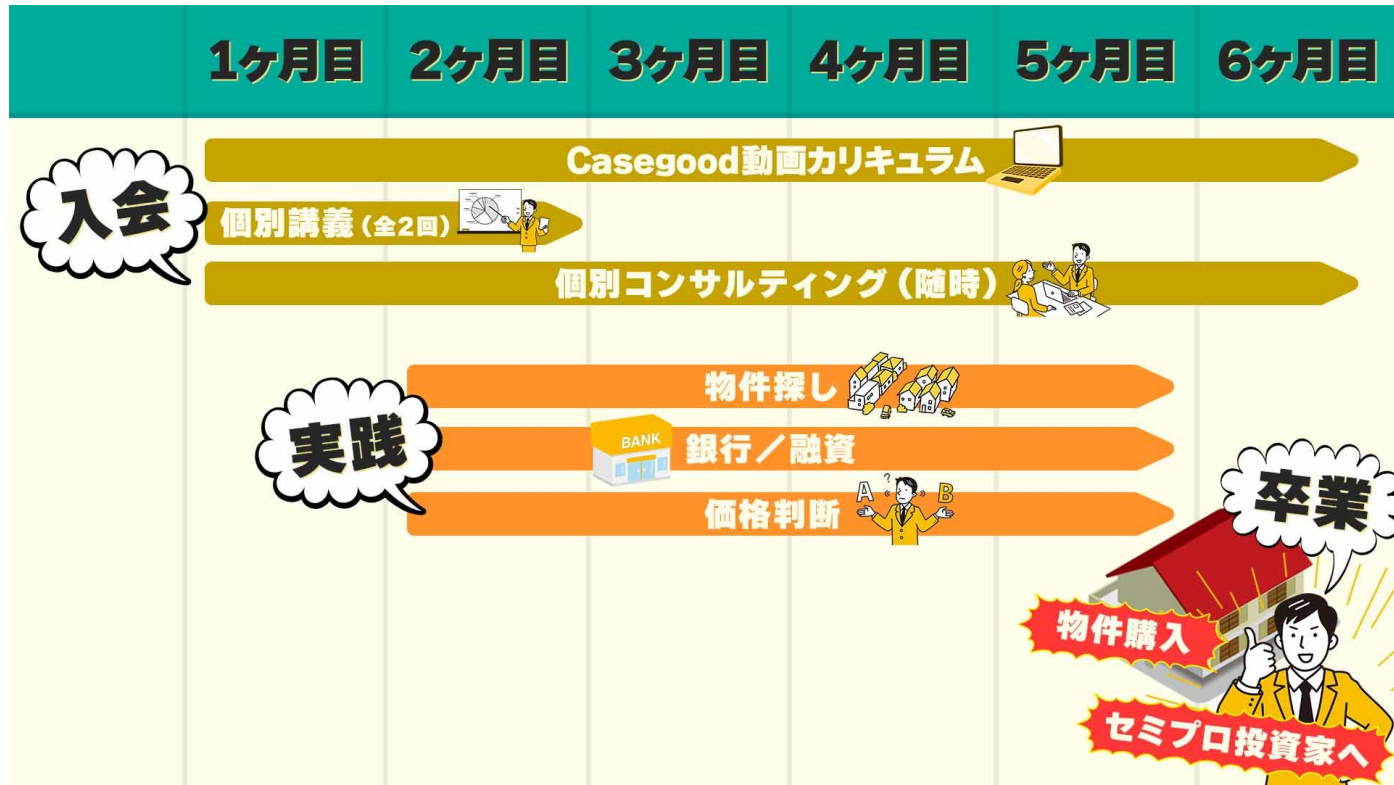 1ヶ月目 2ヶ月目 3ヶ月目 4ヶ月目 5ヶ月目 6ヶ月目
入会
Casegood動画カリキュラム
個別講義(全2回)
個別コンサルティング(随時)
実践
物件探し
BANK 銀行/融資
価格判断 A ? B
卒業
物件購入
セミプロ投資家へ